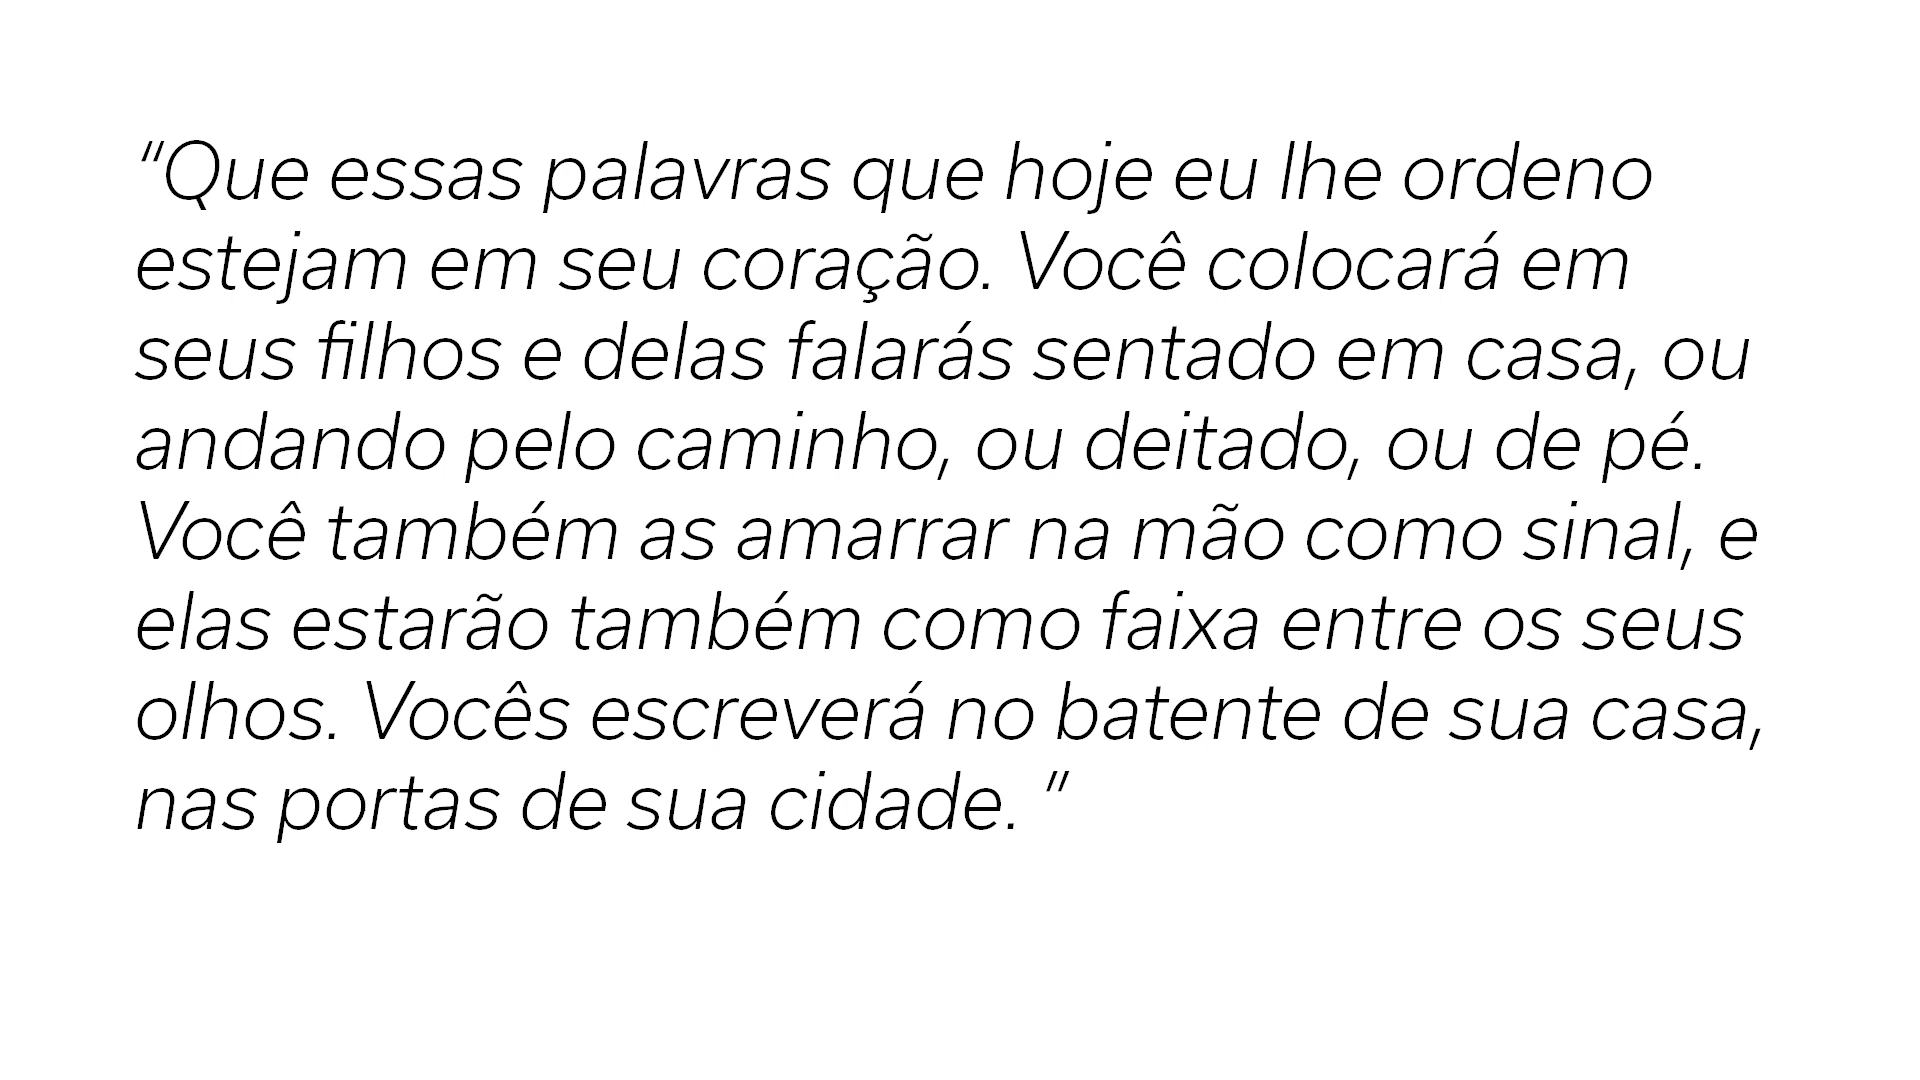 “Que essas palavras que hoje eu lhe ordeno
estejam em seu coração. Você colocará em
seus filhos e delas falarás sentado em casa, ou
andando pelo caminho, ou deitado, ou de pé.
Você também as amarrar na mão como sinal, e
elas estarão também como faixa entre os seus
olhos. Vocês escreverá no batente de sua casa,
nas portas de sua cidade. ”